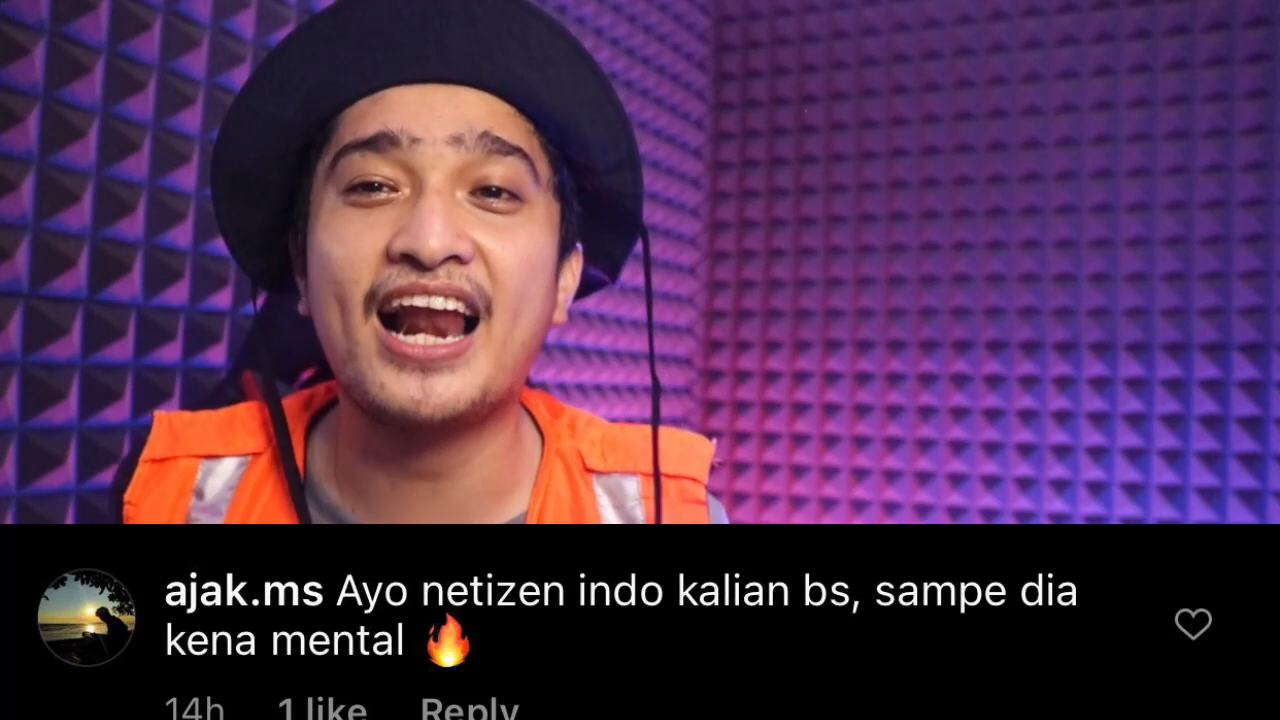 ajak.ms Ayo netizen indo kalian bs, sampe dia
kena mental 🔥
14h 1 like Reply